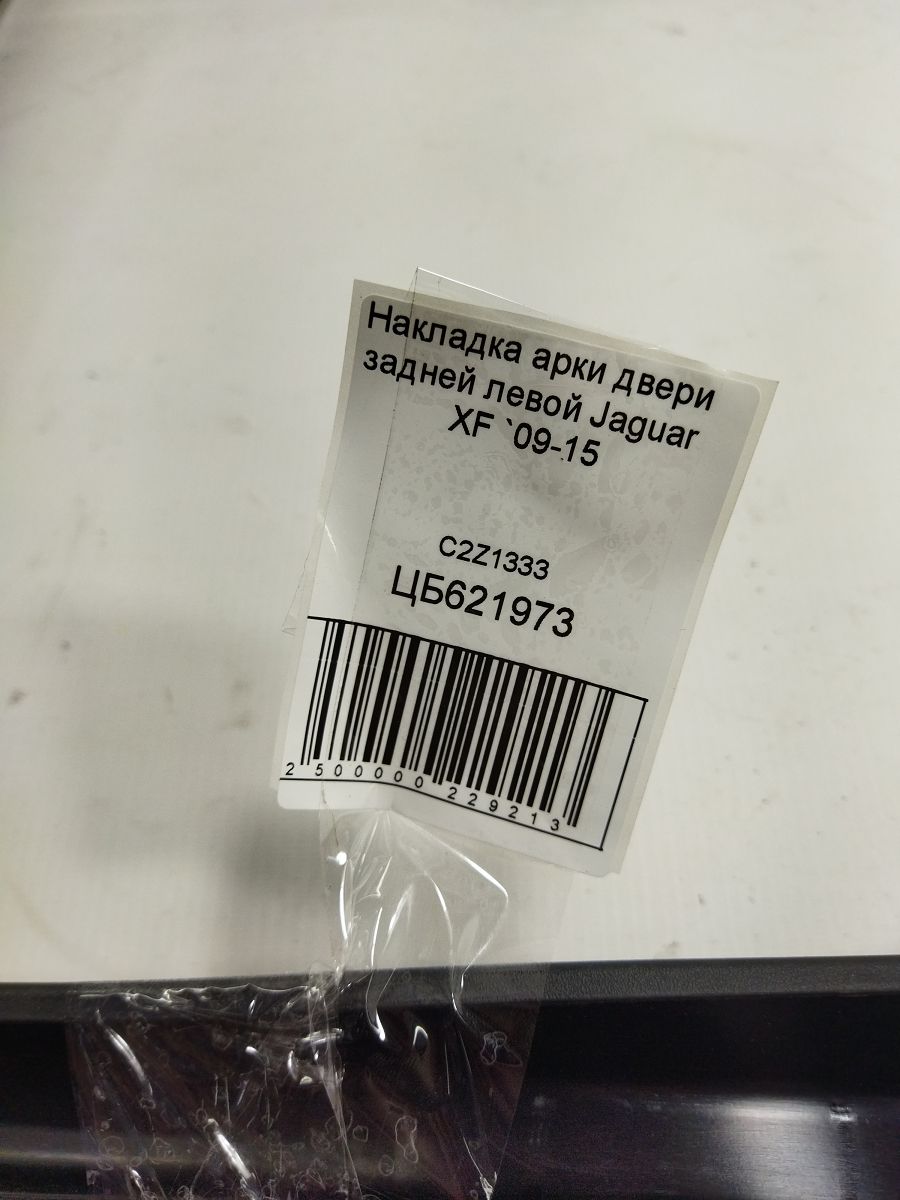 Накладка арки двери
задней левой Jaguar
XF `09-15
C2Z1333
ЦБ621973
2 500000 229213